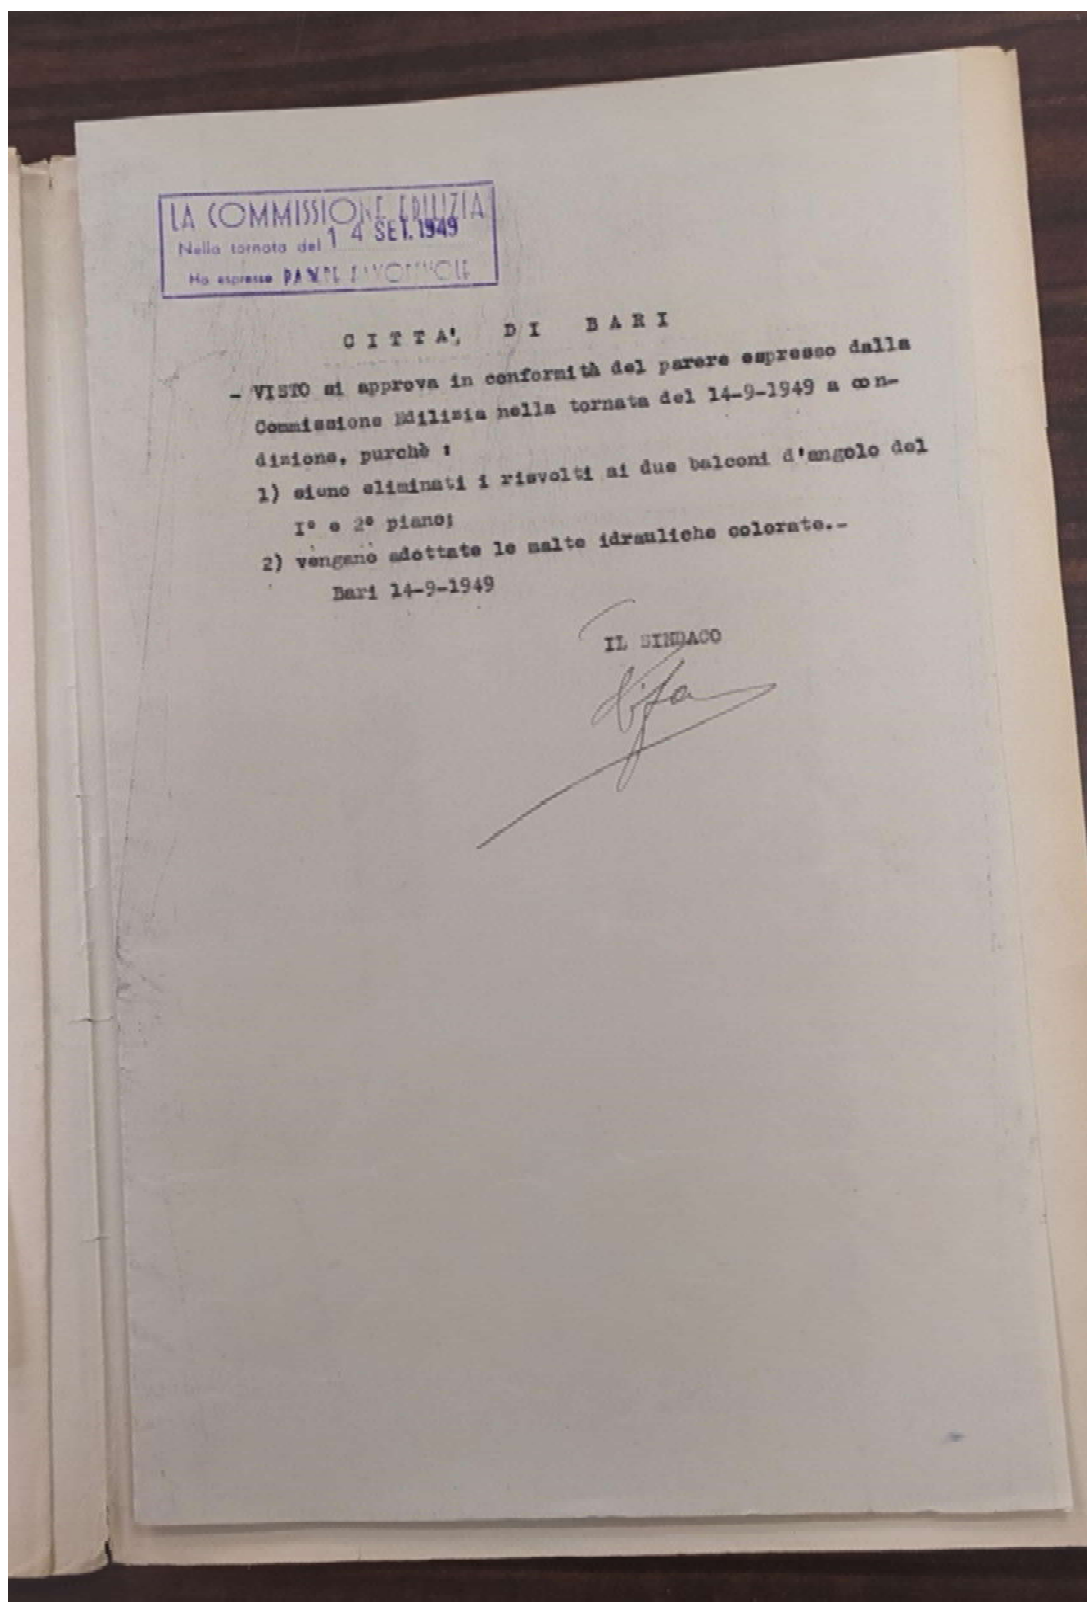 LA COMMISSIONE EDILIZIA
Nella tornata del 14 SET. 1949
Ha espresso PARERE FAVOREVOLE
CITTA', DI BARI
- VISTO si approva in conformità del parere espresso dalla
Commissione Edilizia nella tornata del 14-9-1949 a con-
dizione, purchè :
1) siano eliminati i risvolti ai due balconi d'angolo del
I° e 2° piano;
2) vengano adottate le malte idrauliche colorate.-
Bari 14-9-1949
IL SINDACO